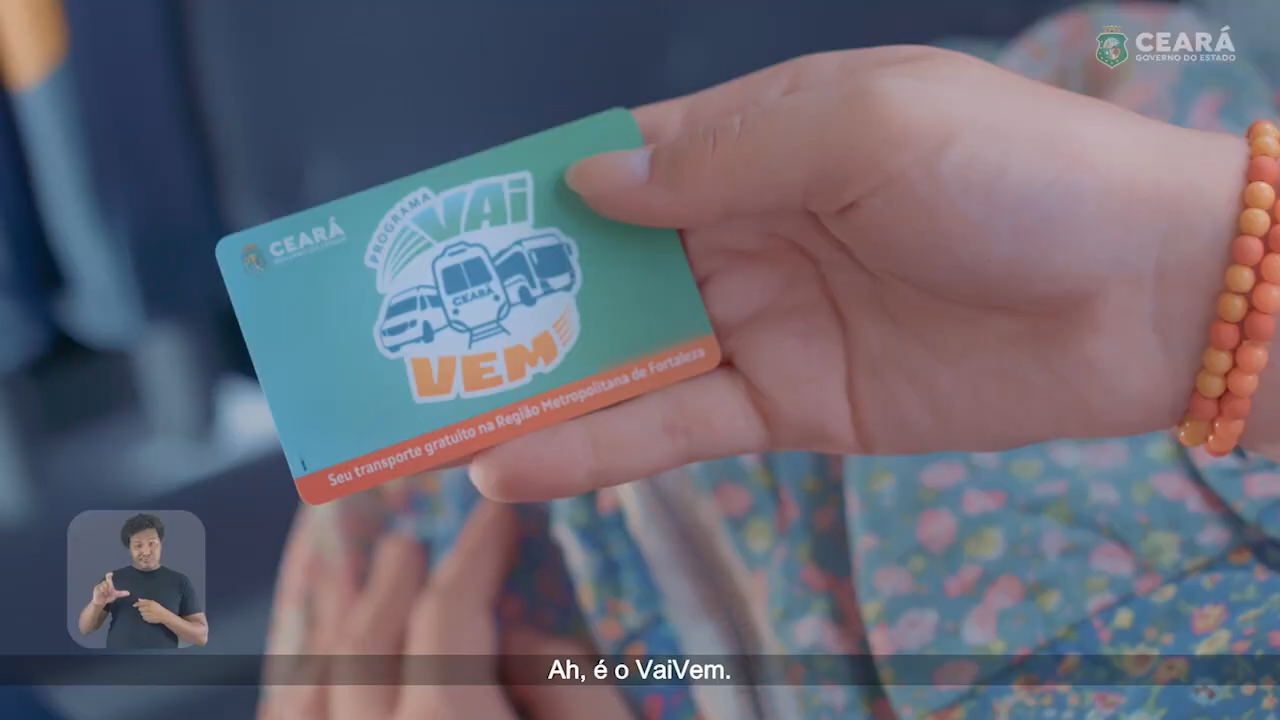 CEARÁ
GOVERNO DO ESTADO
CEARÁ
PROGRAMA
VAi
CEARÁ
VEM
Seu transporte gratuito na Região Metropolitana de Fortaleza
Ah, é o VaiVem.